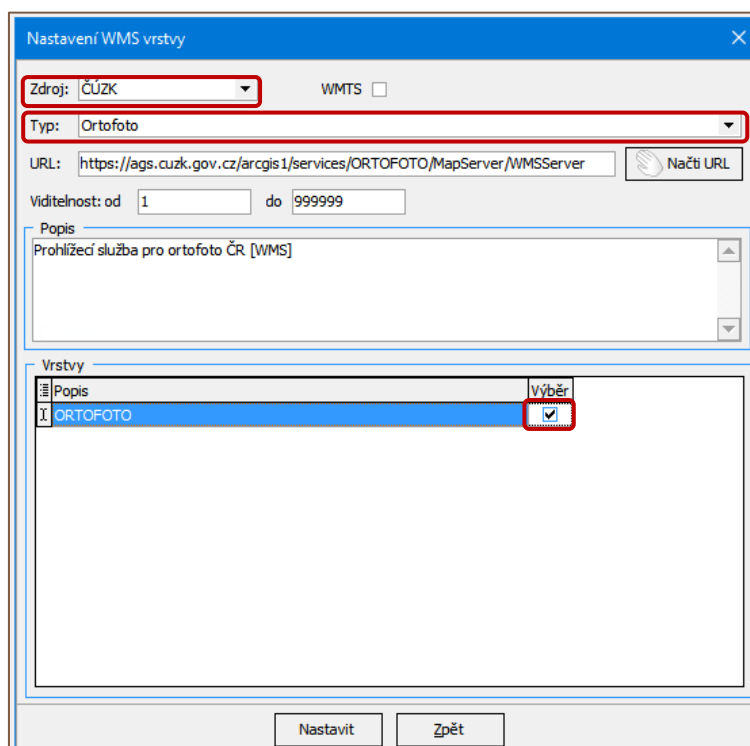 Nastavení WMS vrstvy
Zdroj: ČÚZK WMTS
Typ: Ortofoto
URL: https://ags.cuzk.gov.cz/arcgis1/services/ORTOFOTO/MapServer/WMSServer Načti URL
Viditelnost: od 1 do 999999
Popis
Prohlížecí služba pro ortofoto ČR [WMS]
Vrstvy
Popis Výběr
ORTOFOTO
Nastavit Zpět